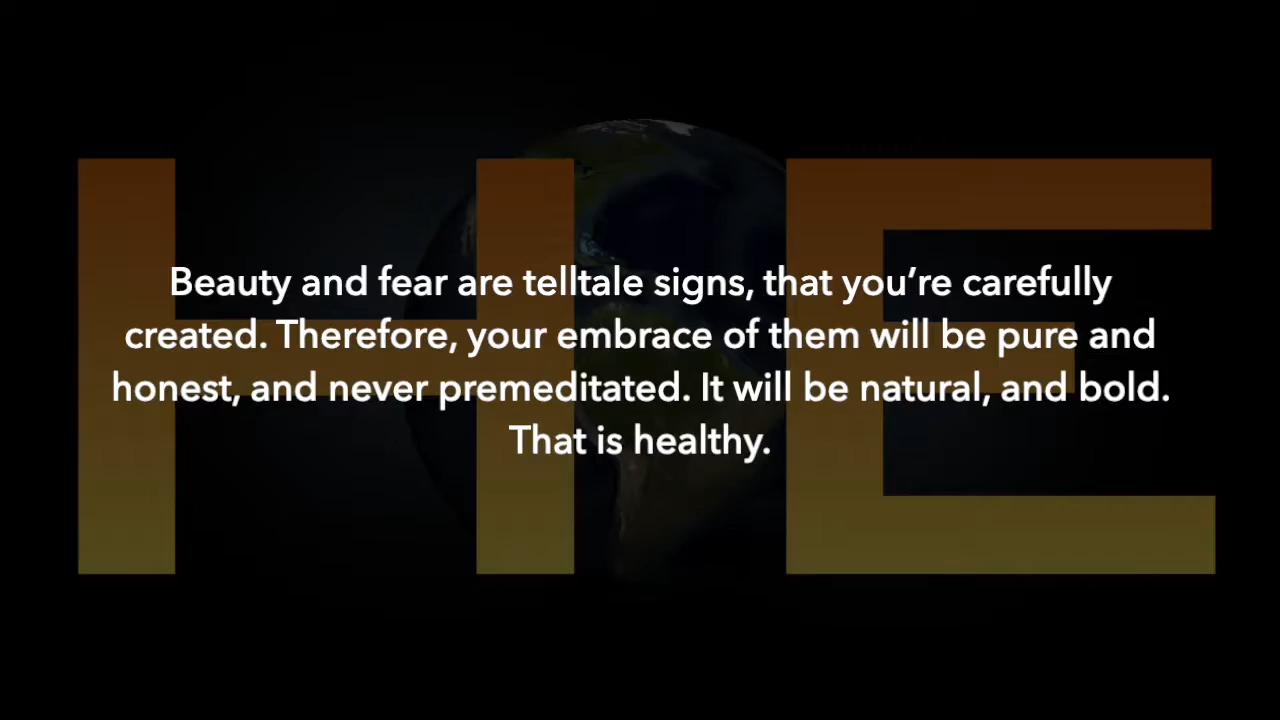 HE
Beauty and fear are telltale signs, that you’re carefully
created. Therefore, your embrace of them will be pure and
honest, and never premeditated. It will be natural, and bold.
That is healthy.